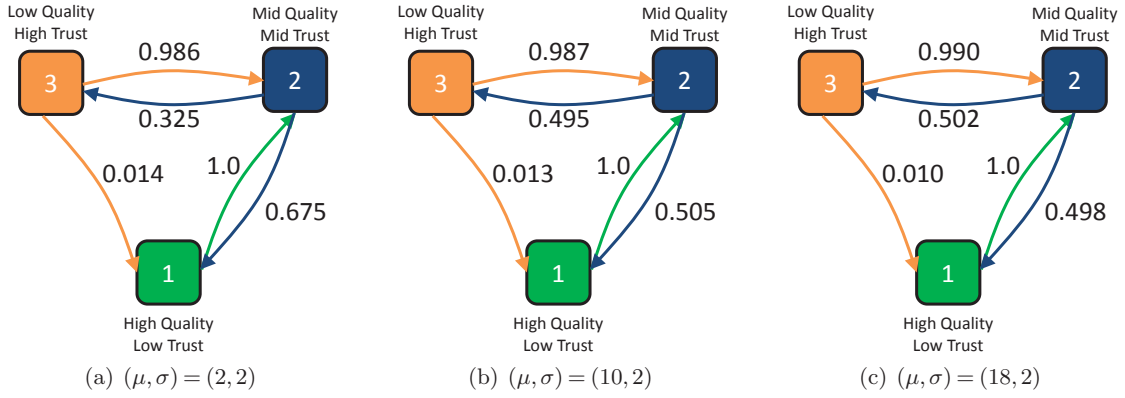 Low Quality
High Trust
Mid Quality
Mid Trust
0.986
3
2
0.325
0.014
1.0
0.675
1
High Quality
Low Trust
(a) (μ, σ) = (2, 2)
Low Quality
High Trust
Mid Quality
Mid Trust
0.987
3
2
0.495
0.013
1.0
0.505
1
High Quality
Low Trust
(b) (μ, σ) = (10, 2)
Low Quality
High Trust
Mid Quality
Mid Trust
0.990
3
2
0.502
0.010
1.0
0.498
1
High Quality
Low Trust
(c) (μ, σ) = (18, 2)